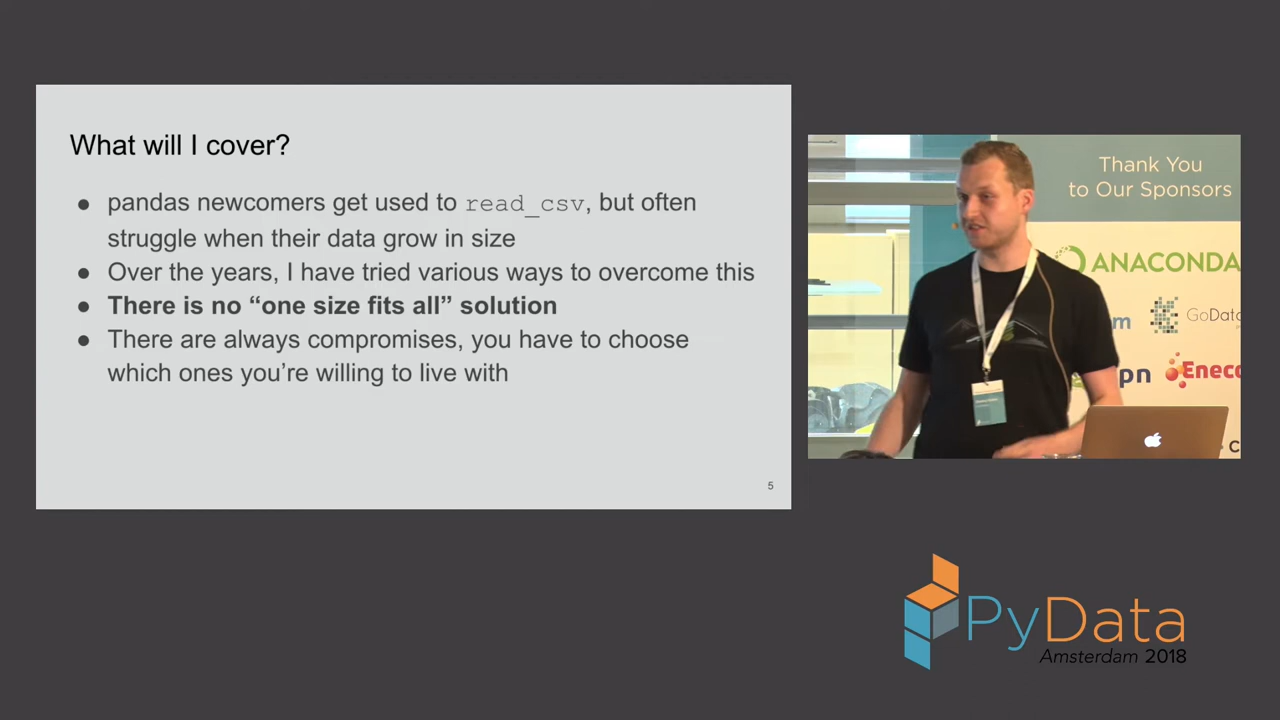 What will I cover?
● pandas newcomers get used to read_csv, but often
struggle when their data grow in size
● Over the years, I have tried various ways to overcome this
● There is no “one size fits all” solution
● There are always compromises, you have to choose
which ones you’re willing to live with
5
Thank You
to Our Sponsors
ANACONDA
GoData
Eneco
PyData
Amsterdam 2018